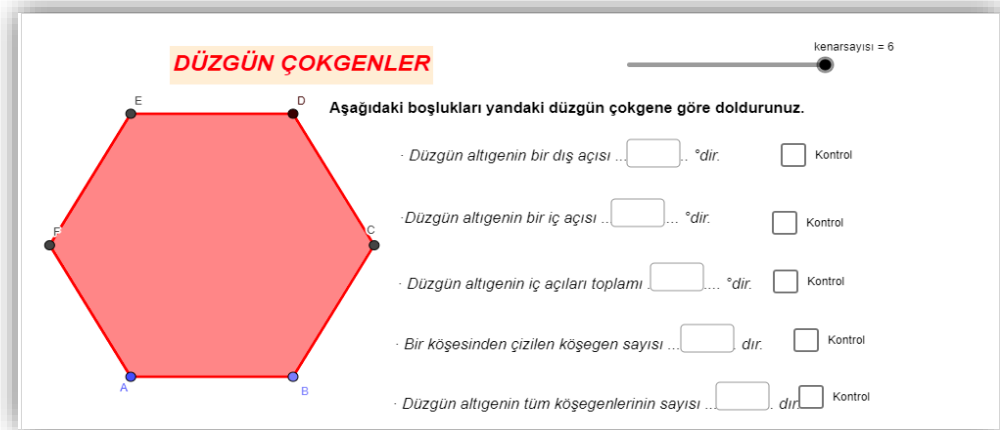 kenarsayısı = 6
DÜZGÜN ÇOKGENLER
E
D
Aşağıdaki boşlukları yandaki düzgün çokgene göre doldurunuz.
· Düzgün altıgenin bir dış açısı ..... °dir. Kontrol
·Düzgün altıgenin bir iç açısı ..... °dir. Kontrol
F
C
· Düzgün altıgenin iç açıları toplamı ..... °dir. Kontrol
· Bir köşesinden çizilen köşegen sayısı .... dır. Kontrol
A
B
· Düzgün altıgenin tüm köşegenlerinin sayısı .... dır. Kontrol